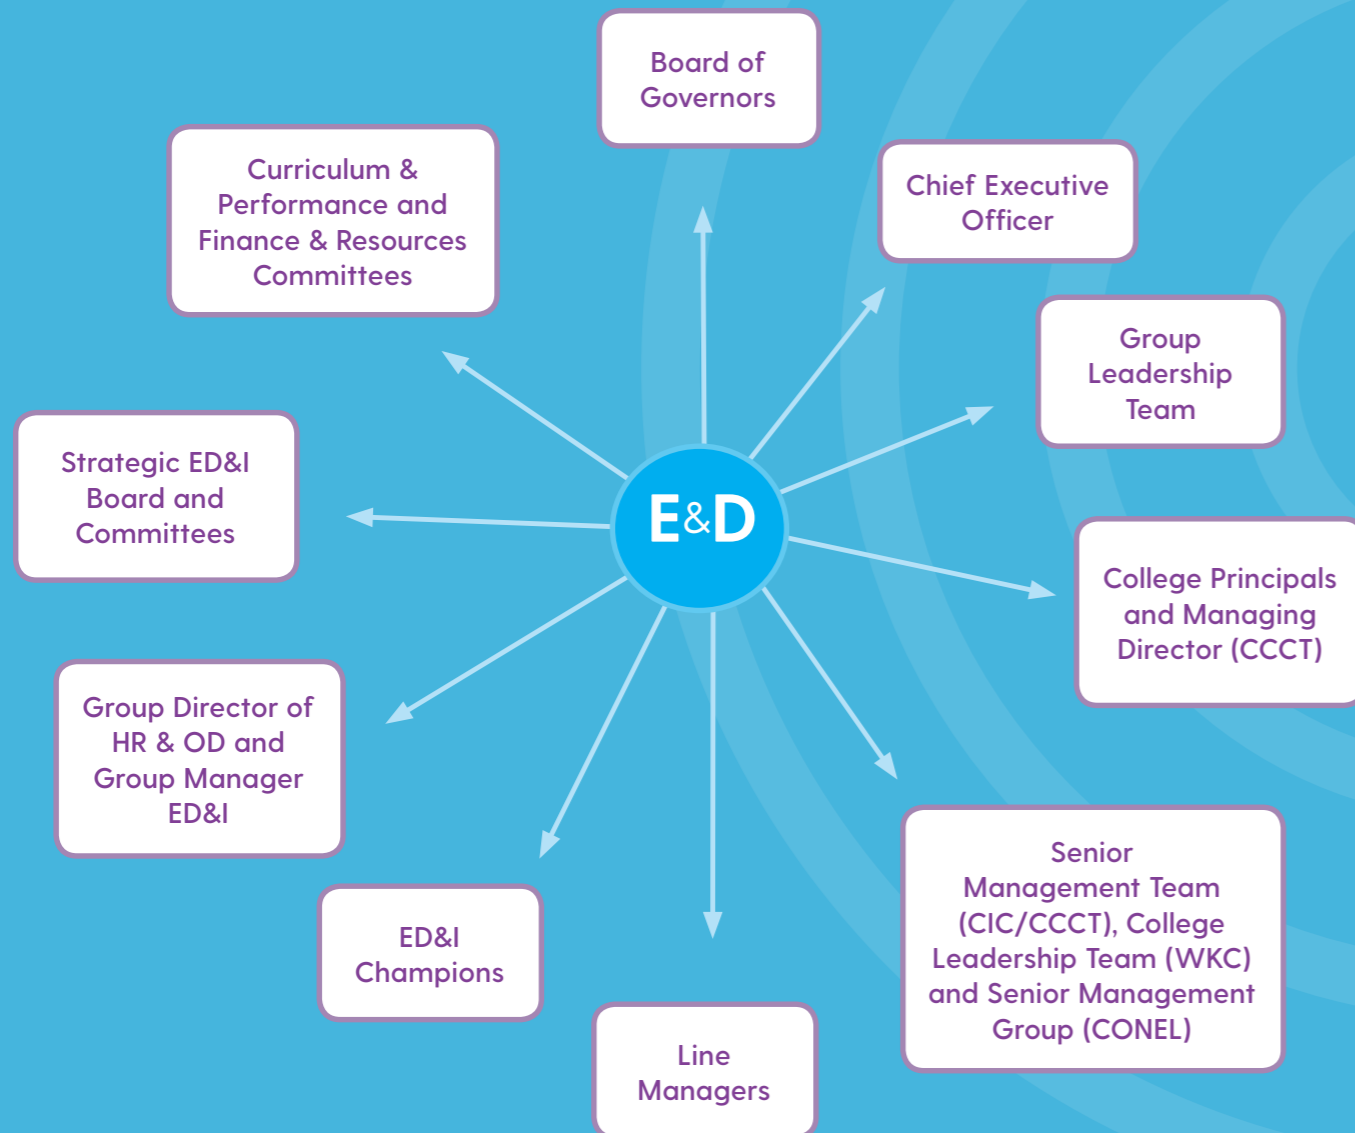 Board of
Governors
Chief Executive
Officer
Group
Leadership
Team
College Principals
and Managing
Director (CCCT)
Senior
Management Team
(CIC/CCCT), College
Leadership Team (WKC)
and Senior Management
Group (CONEL)
Line
Managers
ED&I
Champions
Group Director of
HR & OD and
Group Manager
ED&I
Strategic ED&I
Board and
Committees
Curriculum &
Performance and
Finance & Resources
Committees
E&D